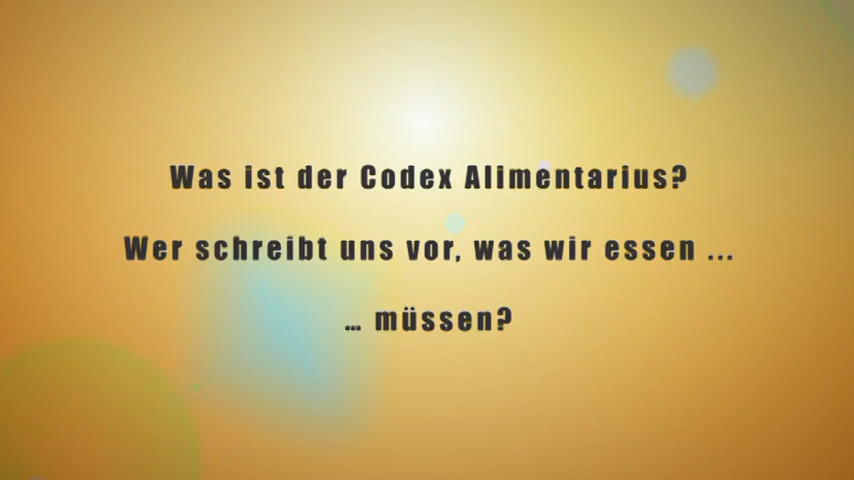 Was ist der Codex Alimentarius?
Wer schreibt uns vor, was wir essen ...
... müssen?